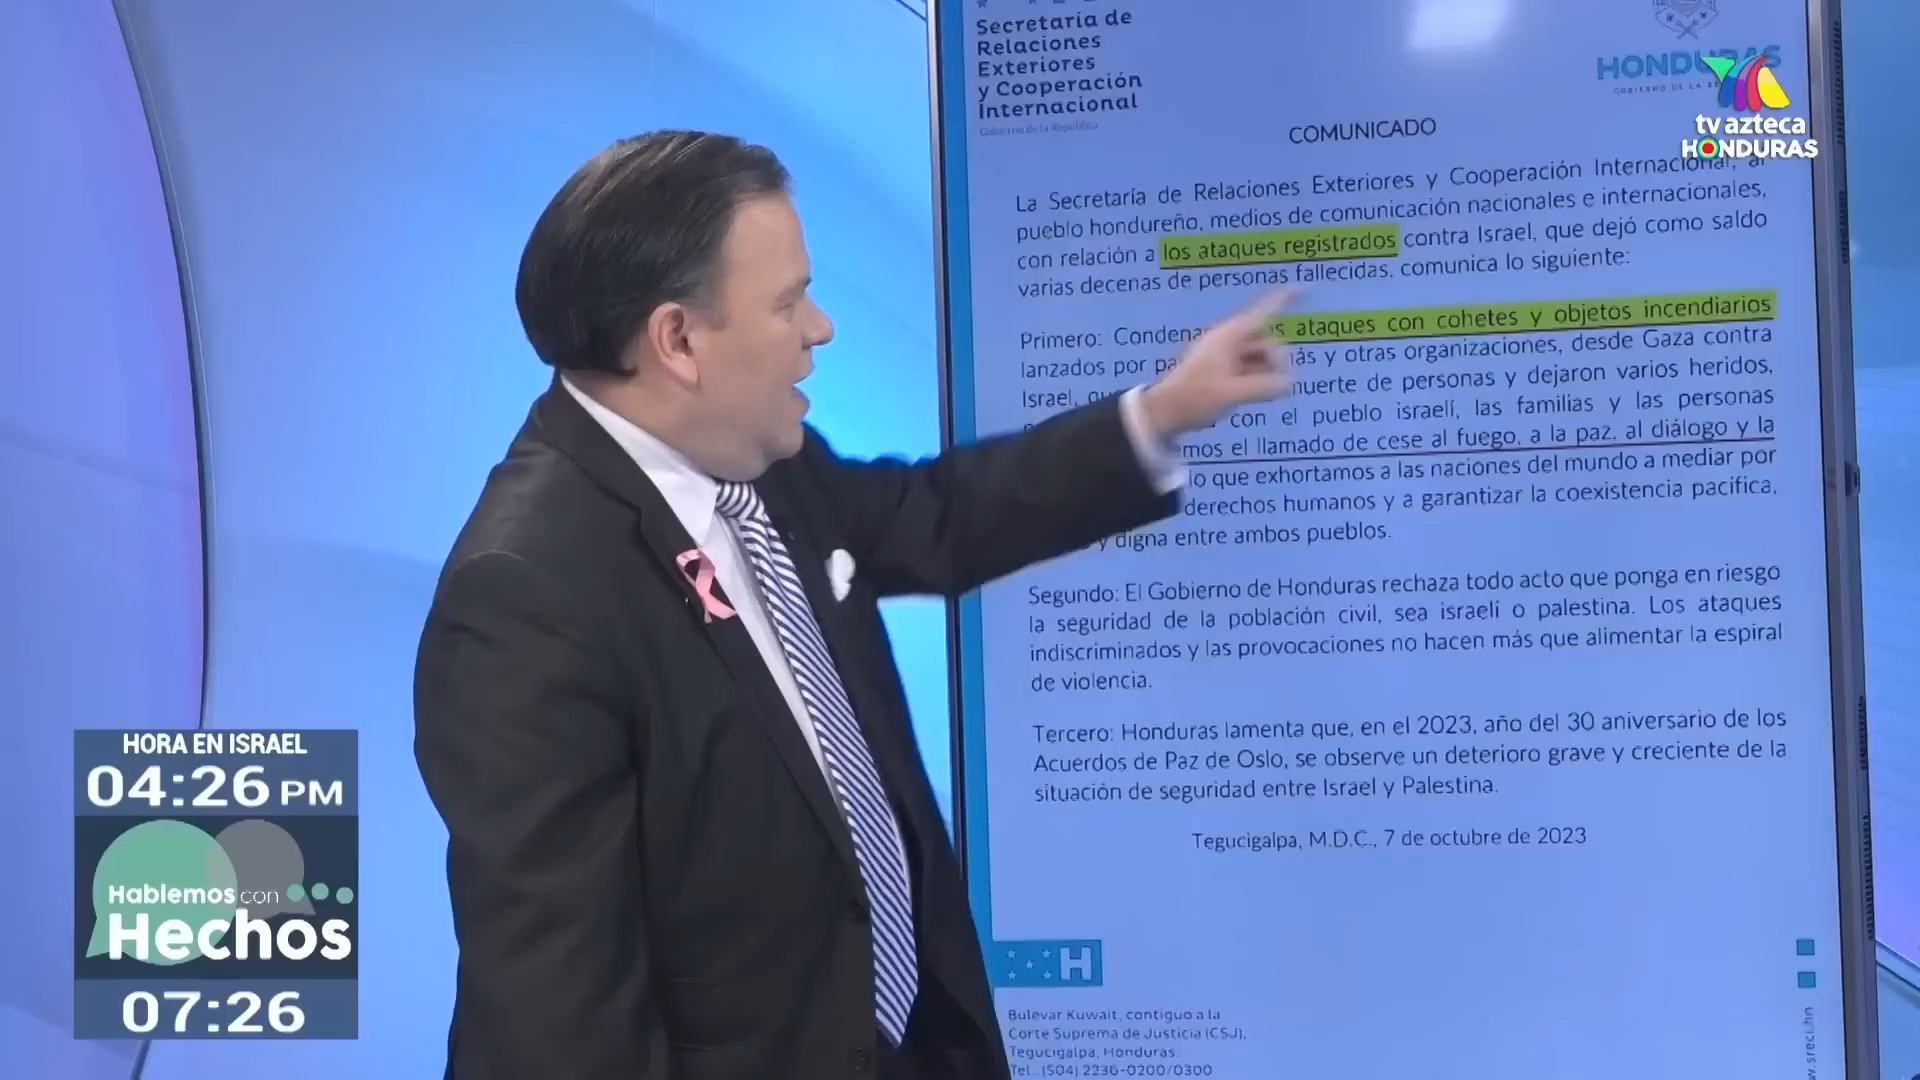 Secretaría de
Relaciones
Exteriores
y Cooperación
Internacional
Gobierno de la República
HONDURAS
tv azteca
HONDURAS
COMUNICADO
La Secretaría de Relaciones Exteriores y Cooperación Internacional, al
pueblo hondureño, medios de comunicación nacionales e internacionales,
con relación a los ataques registrados contra Israel, que dejó como saldo
varias decenas de personas fallecidas, comunica lo siguiente:
Primero: ataques con cohetes y objetos incendiarios
lanzados por y otras organizaciones, desde Gaza contra
Israel, muerte de personas y dejaron varios heridos,
con el pueblo israelí, las familias y las personas
el llamado de cese al fuego, a la paz, al diálogo y la
lo que exhortamos a las naciones del mundo a mediar por
derechos humanos y a garantizar la coexistencia pacífica,
y digna entre ambos pueblos.
Segundo: El Gobierno de Honduras rechaza todo acto que ponga en riesgo
la seguridad de la población civil, sea israelí o palestina. Los ataques
indiscriminados y las provocaciones no hacen más que alimentar la espiral
de violencia.
Tercero: Honduras lamenta que, en el 2023, año del 30 aniversario de los
Acuerdos de Paz de Oslo, se observe un deterioro grave y creciente de la
situación de seguridad entre Israel y Palestina.
Tegucigalpa, M.D.C., 7 de octubre de 2023
H
Bulevar Kuwait, contiguo a la
Corte Suprema de Justicia (CSJ),
Tegucigalpa, Honduras.
Tel.: (504) 2236-0200/0300
HORA EN ISRAEL
04:26 PM
Hablemos con
Hechos
07:26